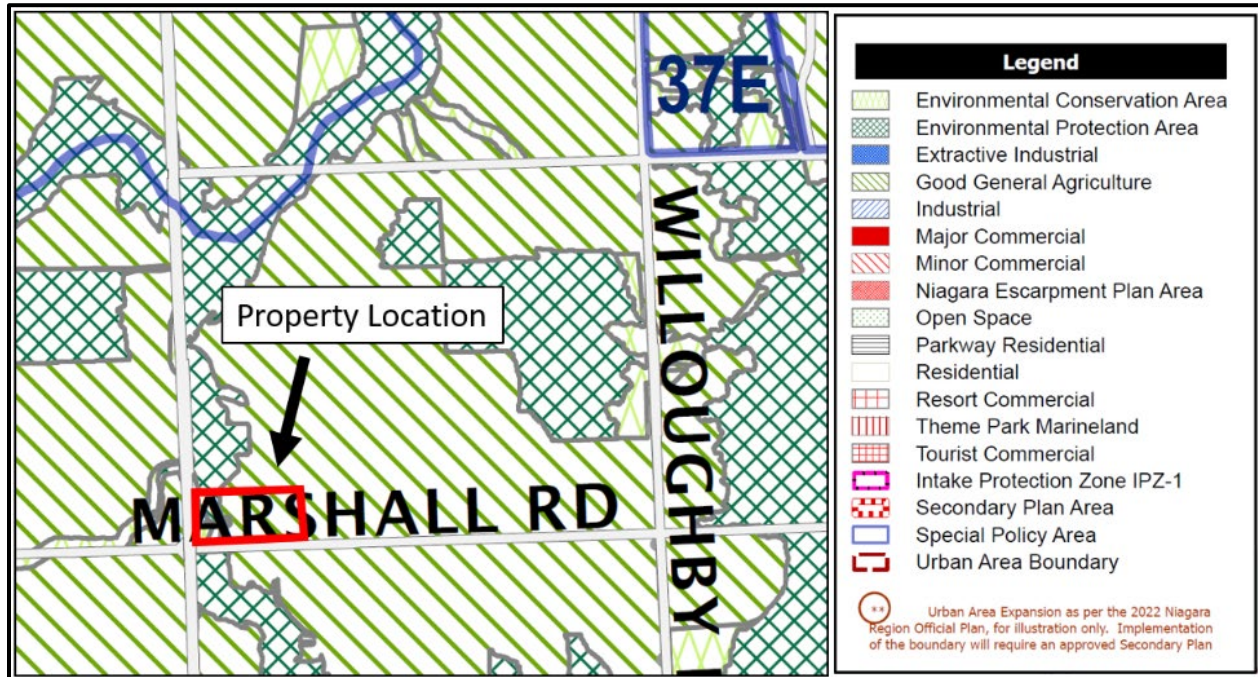 37E
WILLOUGHBY
Property Location
MARSHALL RD
Legend
Environmental Conservation Area
Environmental Protection Area
Extractive Industrial
Good General Agriculture
Industrial
Major Commercial
Minor Commercial
Niagara Escarpment Plan Area
Open Space
Parkway Residential
Residential
Resort Commercial
Theme Park Marineland
Tourist Commercial
Intake Protection Zone IPZ-1
Secondary Plan Area
Special Policy Area
Urban Area Boundary
** Urban Area Expansion as per the 2022 Niagara
Region Official Plan, for illustration only. Implementation
of the boundary will require an approved Secondary Plan